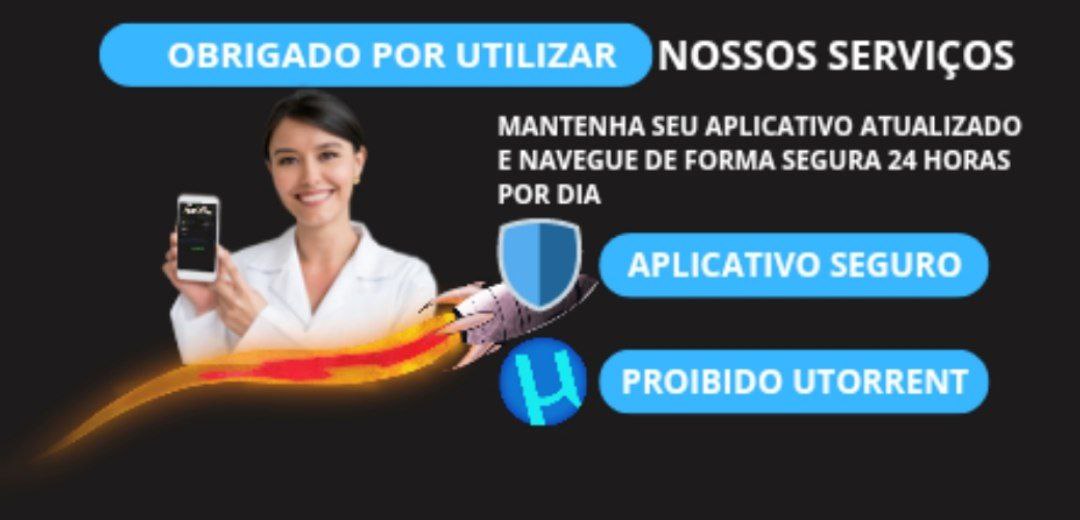 OBRIGADO POR UTILIZAR NOSSOS SERVIÇOS
MANTENHA SEU APLICATIVO ATUALIZADO
E NAVEGUE DE FORMA SEGURA 24 HORAS
POR DIA
APLICATIVO SEGURO
µ
PROIBIDO UTORRENT